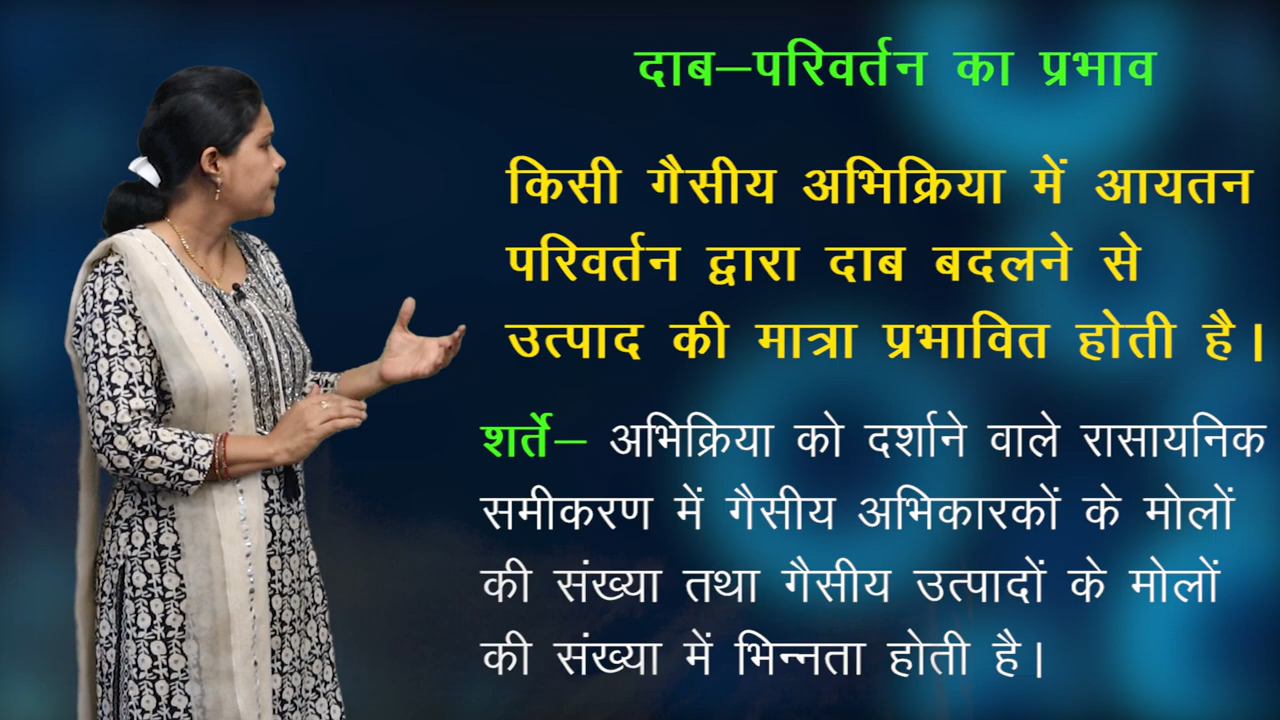 दाब–परिवर्तन का प्रभाव
किसी गैसीय अभिक्रिया में आयतन
परिवर्तन द्वारा दाब बदलने से
उत्पाद की मात्रा प्रभावित होती है।
शर्ते– अभिक्रिया को दर्शाने वाले रासायनिक
समीकरण में गैसीय अभिकारकों के मोलों
की संख्या तथा गैसीय उत्पादों के मोलों
की संख्या में भिन्नता होती है।